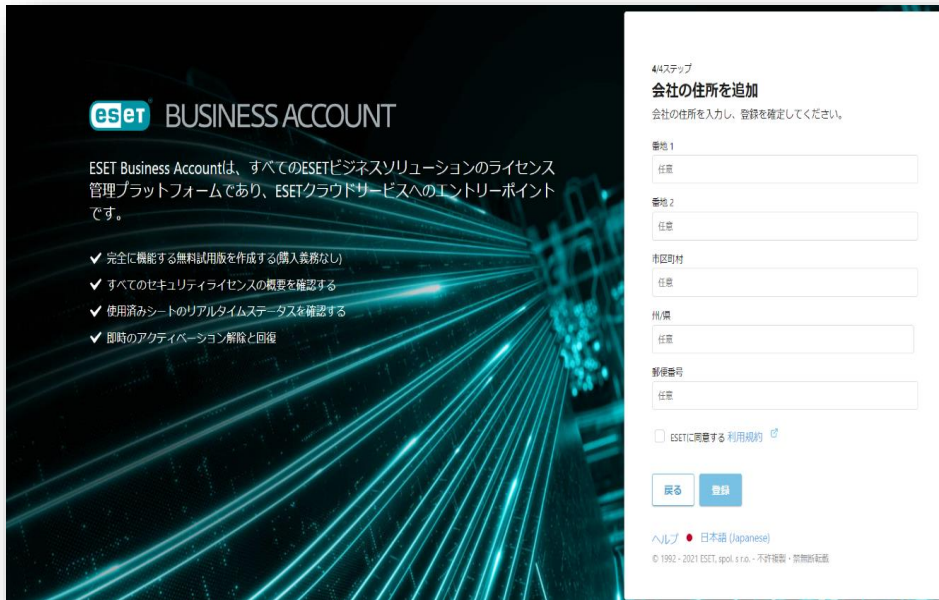 eset BUSINESS ACCOUNT
ESET Business Accountは、すべてのESETビジネスソリューションのライセンス
管理プラットフォームであり、ESETクラウドサービスへのエントリーポイント
です。
✔ 完全に機能する無料試用版を作成する(購入義務なし)
✔ すべてのセキュリティライセンスの概要を確認する
✔ 使用済みシートのリアルタイムステータスを確認する
✔ 即時のアクティベーション解除と回復
4/4ステップ
会社の住所を追加
会社の住所を入力し、登録を確定してください。
番地 1
任意
番地 2
任意
市区町村
任意
州/県
任意
郵便番号
任意
ESETに同意する 利用規約
戻る 登録
ヘルプ 日本語 (Japanese)
© 1992 - 2021 ESET, spol. s r.o. - 不許複製・禁無断転載